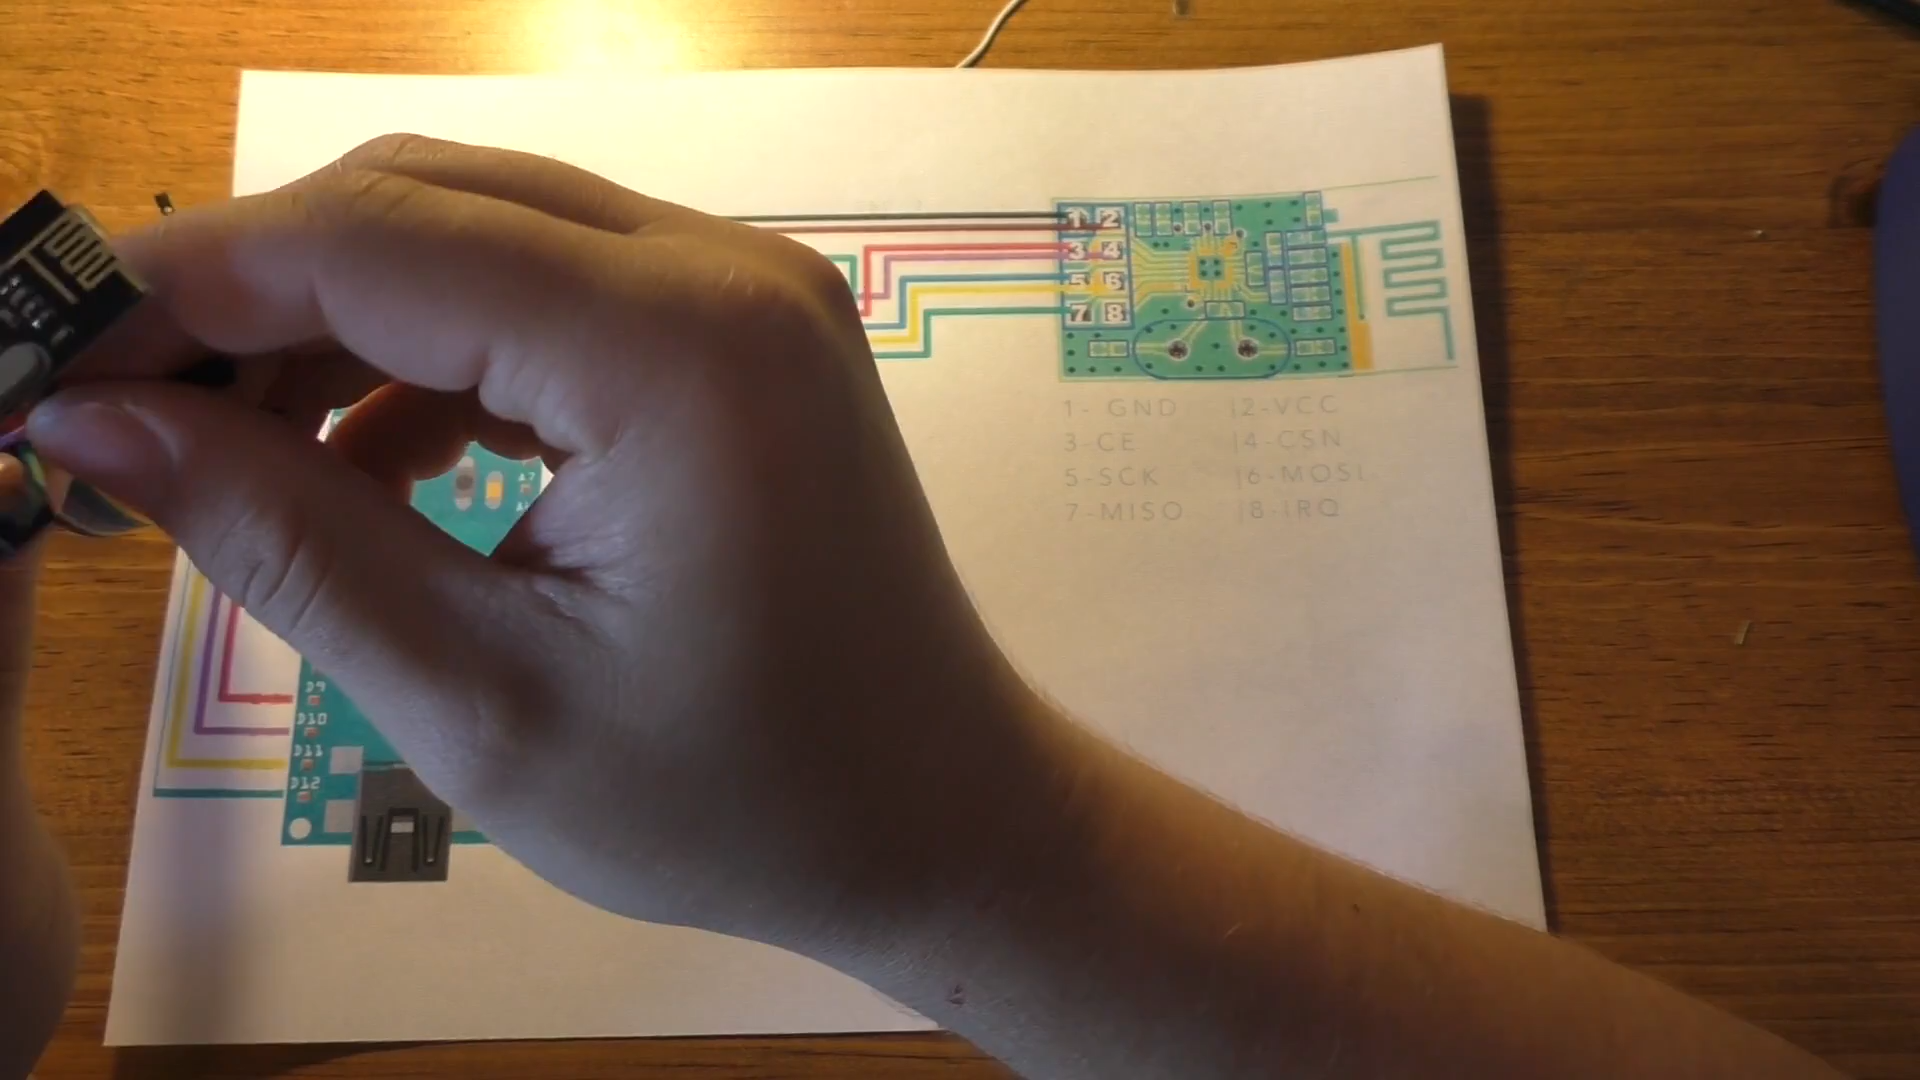 1 2
3 4
5 6
7 8
1- GND |2-VCC
3-CE |4-CSN
5-SCK |6-MOSI
7-MISO |8-IRQ
A7
D9
D10
D11
D12